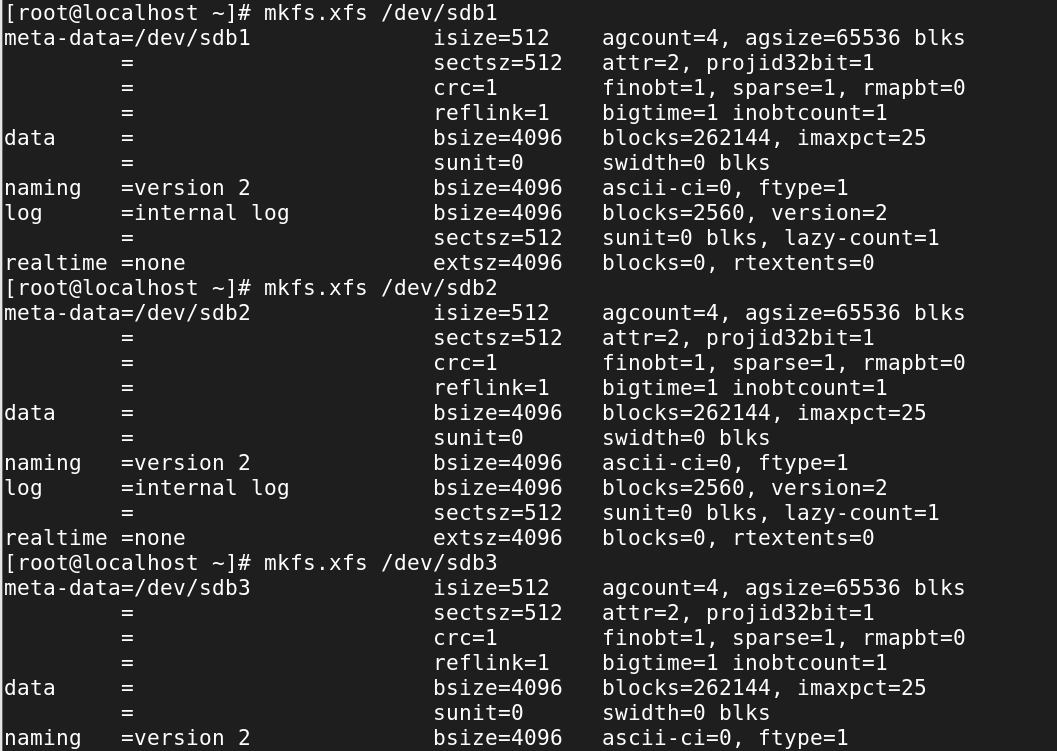 [root@localhost ~]# mkfs.xfs /dev/sdb1
meta-data=/dev/sdb1              isize=512    agcount=4, agsize=65536 blks
         =                       sectsz=512   attr=2, projid32bit=1
         =                       crc=1        finobt=1, sparse=1, rmapbt=0
         =                       reflink=1    bigtime=1 inobtcount=1
data     =                       bsize=4096   blocks=262144, imaxpct=25
         =                       sunit=0      swidth=0 blks
naming   =version 2              bsize=4096   ascii-ci=0, ftype=1
log      =internal log           bsize=4096   blocks=2560, version=2
         =                       sectsz=512   sunit=0 blks, lazy-count=1
realtime =none                   extsz=4096   blocks=0, rtextents=0
[root@localhost ~]# mkfs.xfs /dev/sdb2
meta-data=/dev/sdb2              isize=512    agcount=4, agsize=65536 blks
         =                       sectsz=512   attr=2, projid32bit=1
         =                       crc=1        finobt=1, sparse=1, rmapbt=0
         =                       reflink=1    bigtime=1 inobtcount=1
data     =                       bsize=4096   blocks=262144, imaxpct=25
         =                       sunit=0      swidth=0 blks
naming   =version 2              bsize=4096   ascii-ci=0, ftype=1
log      =internal log           bsize=4096   blocks=2560, version=2
         =                       sectsz=512   sunit=0 blks, lazy-count=1
realtime =none                   extsz=4096   blocks=0, rtextents=0
[root@localhost ~]# mkfs.xfs /dev/sdb3
meta-data=/dev/sdb3              isize=512    agcount=4, agsize=65536 blks
         =                       sectsz=512   attr=2, projid32bit=1
         =                       crc=1        finobt=1, sparse=1, rmapbt=0
         =                       reflink=1    bigtime=1 inobtcount=1
data     =                       bsize=4096   blocks=262144, imaxpct=25
         =                       sunit=0      swidth=0 blks
naming   =version 2              bsize=4096   ascii-ci=0, ftype=1